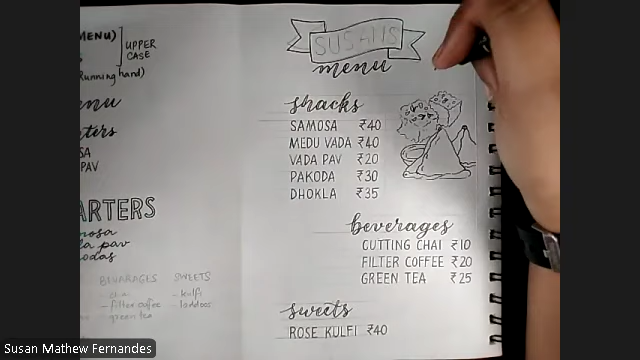 MENU)
UPPER
CASE
Running hand)
SUSAN'S
menu
snacks
SAMOSA ₹40
MEDU VADA ₹40
VADA PAV ₹20
PAKODA ₹30
DHOKLA ₹35
beverages
CUTTING CHAI ₹10
FILTER COFFEE ₹20
GREEN TEA ₹25
sweets
ROSE KULFI ₹40
PAV
BEVERAGES SWEETS
- chai - kulfi
- filter coffee - laddoos
- green tea
Susan Mathew Fernandes